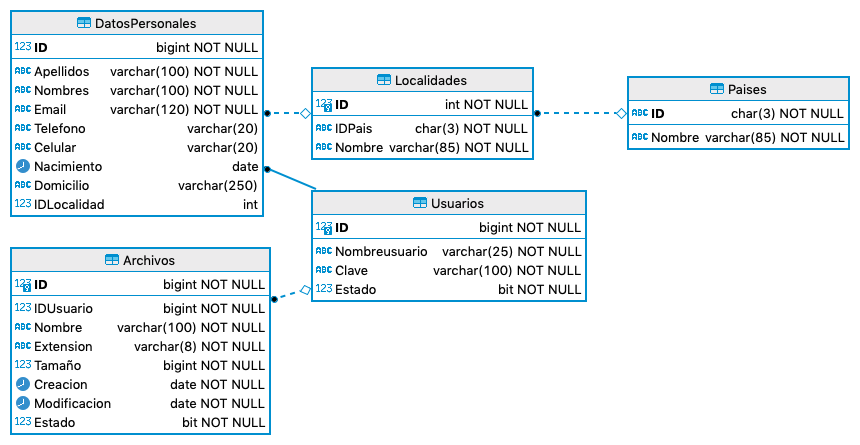 DatosPersonales
123 ID bigint NOT NULL
ABC Apellidos varchar(100) NOT NULL
ABC Nombres varchar(100) NOT NULL
ABC Email varchar(120) NOT NULL
ABC Telefono varchar(20)
ABC Celular varchar(20)
Nacimiento date
ABC Domicilio varchar(250)
123 IDLocalidad int
Localidades
123 ID int NOT NULL
ABC IDPais char(3) NOT NULL
ABC Nombre varchar(85) NOT NULL
Paises
ABC ID char(3) NOT NULL
ABC Nombre varchar(85) NOT NULL
Usuarios
123 ID bigint NOT NULL
ABC Nombreusuario varchar(25) NOT NULL
ABC Clave varchar(100) NOT NULL
123 Estado bit NOT NULL
Archivos
123 ID bigint NOT NULL
123 IDUsuario bigint NOT NULL
ABC Nombre varchar(100) NOT NULL
ABC Extension varchar(8) NOT NULL
123 Tamaño bigint NOT NULL
Creacion date NOT NULL
Modificacion date NOT NULL
123 Estado bit NOT NULL